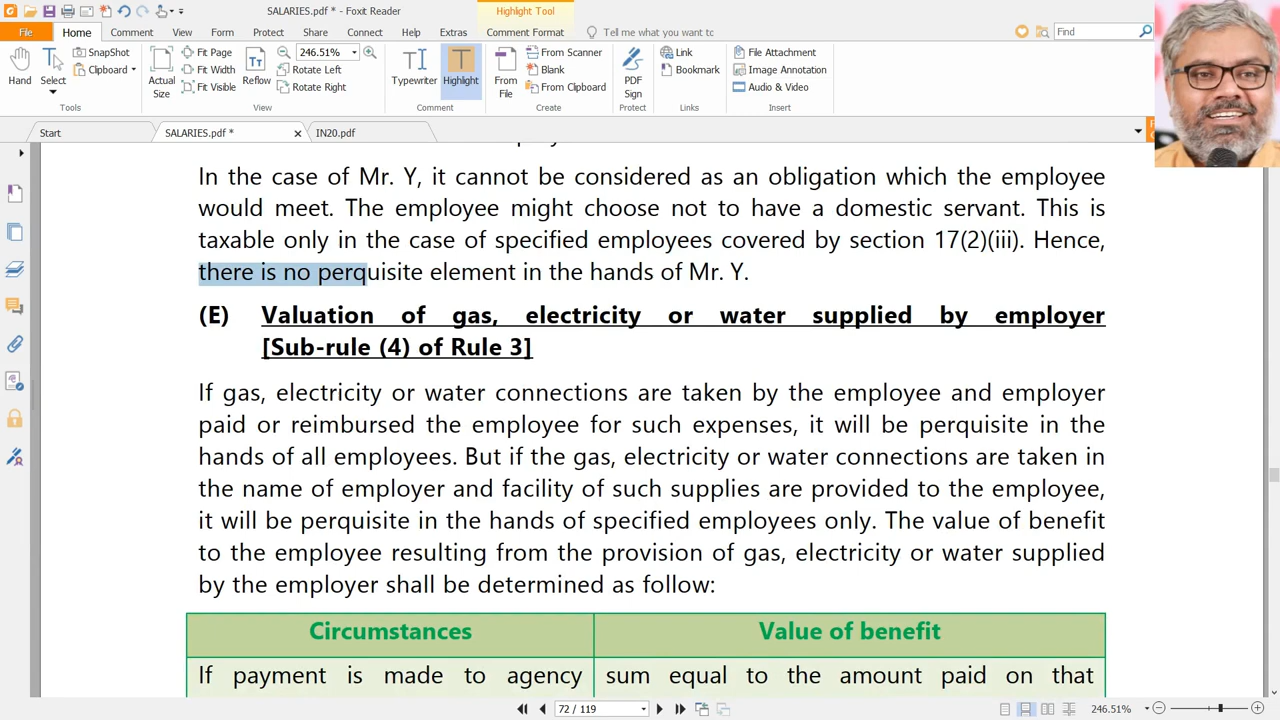 SALARIES.pdf * - Foxit Reader
Highlight Tool
File Home Comment View Form Protect Share Connect Help Extras Comment Format Tell me what you want tc Find
Hand
Select
SnapShot
Clipboard
Tools
Actual Size
Fit Page
Fit Width
Fit Visible
Reflow
246.51%
Rotate Left
Rotate Right
View
Typewriter
Highlight
Comment
From File
From Scanner
Blank
From Clipboard
Create
PDF Sign
Protect
Link
Bookmark
Links
File Attachment
Image Annotation
Audio & Video
Insert
Start SALARIES.pdf * IN20.pdf
In the case of Mr. Y, it cannot be considered as an obligation which the employee
would meet. The employee might choose not to have a domestic servant. This is
taxable only in the case of specified employees covered by section 17(2)(iii). Hence,
there is no perquisite element in the hands of Mr. Y.
(E) Valuation of gas, electricity or water supplied by employer
[Sub-rule (4) of Rule 3]
If gas, electricity or water connections are taken by the employee and employer
paid or reimbursed the employee for such expenses, it will be perquisite in the
hands of all employees. But if the gas, electricity or water connections are taken in
the name of employer and facility of such supplies are provided to the employee,
it will be perquisite in the hands of specified employees only. The value of benefit
to the employee resulting from the provision of gas, electricity or water supplied
by the employer shall be determined as follow:
Circumstances Value of benefit
If payment is made to agency sum equal to the amount paid on that
72 / 119 246.51%